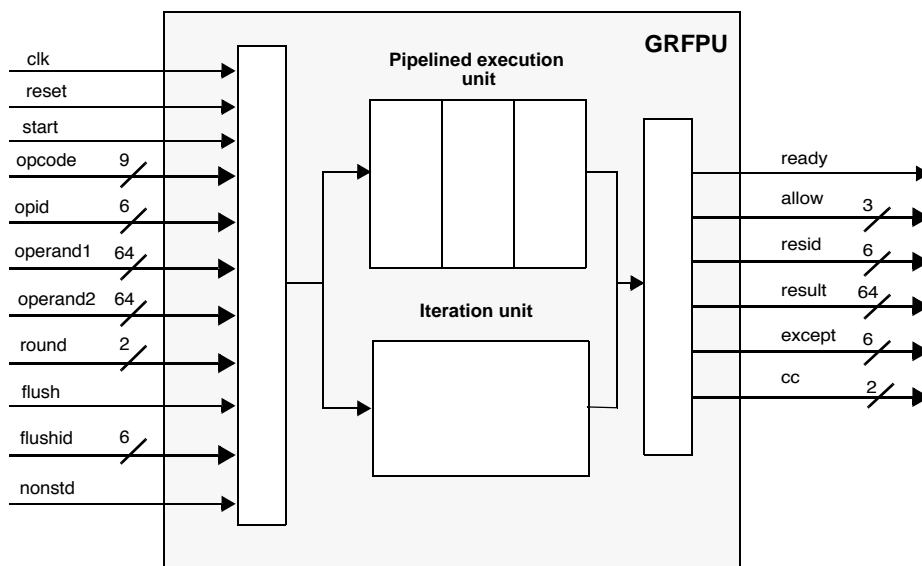 GRFPU
Pipelined execution
unit
Iteration unit
clk
reset
start
opcode 9
opid 6
operand1 64
operand2 64
round 2
flush
flushid 6
nonstd
ready
allow 3
resid 6
result 64
except 6
cc 2